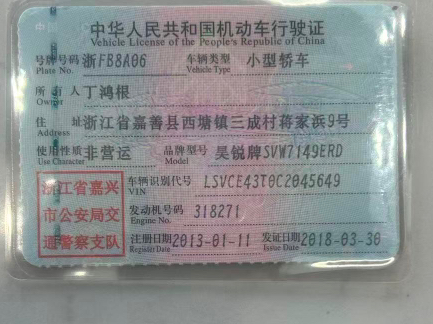 中华人民共和国机动车行驶证
Vehicle License of the People's Republic of China
号牌号码 浙FB8A06 车辆类型 小型轿车
Plate No. Vehicle Type
所有人 丁鸿根
Owner
住址 浙江省嘉善县西塘镇三成村蒋家浜9号
Address
使用性质 非营运 品牌型号 昊锐牌SVW7149ERD
Use Character Model
浙江省嘉兴
市公安局交
通警察支队
车辆识别代号 LSVCE43T0C2045649
VIN
发动机号码 318271
Engine No.
注册日期 2013-01-11 发证日期 2018-03-30
Register Date Issue Date